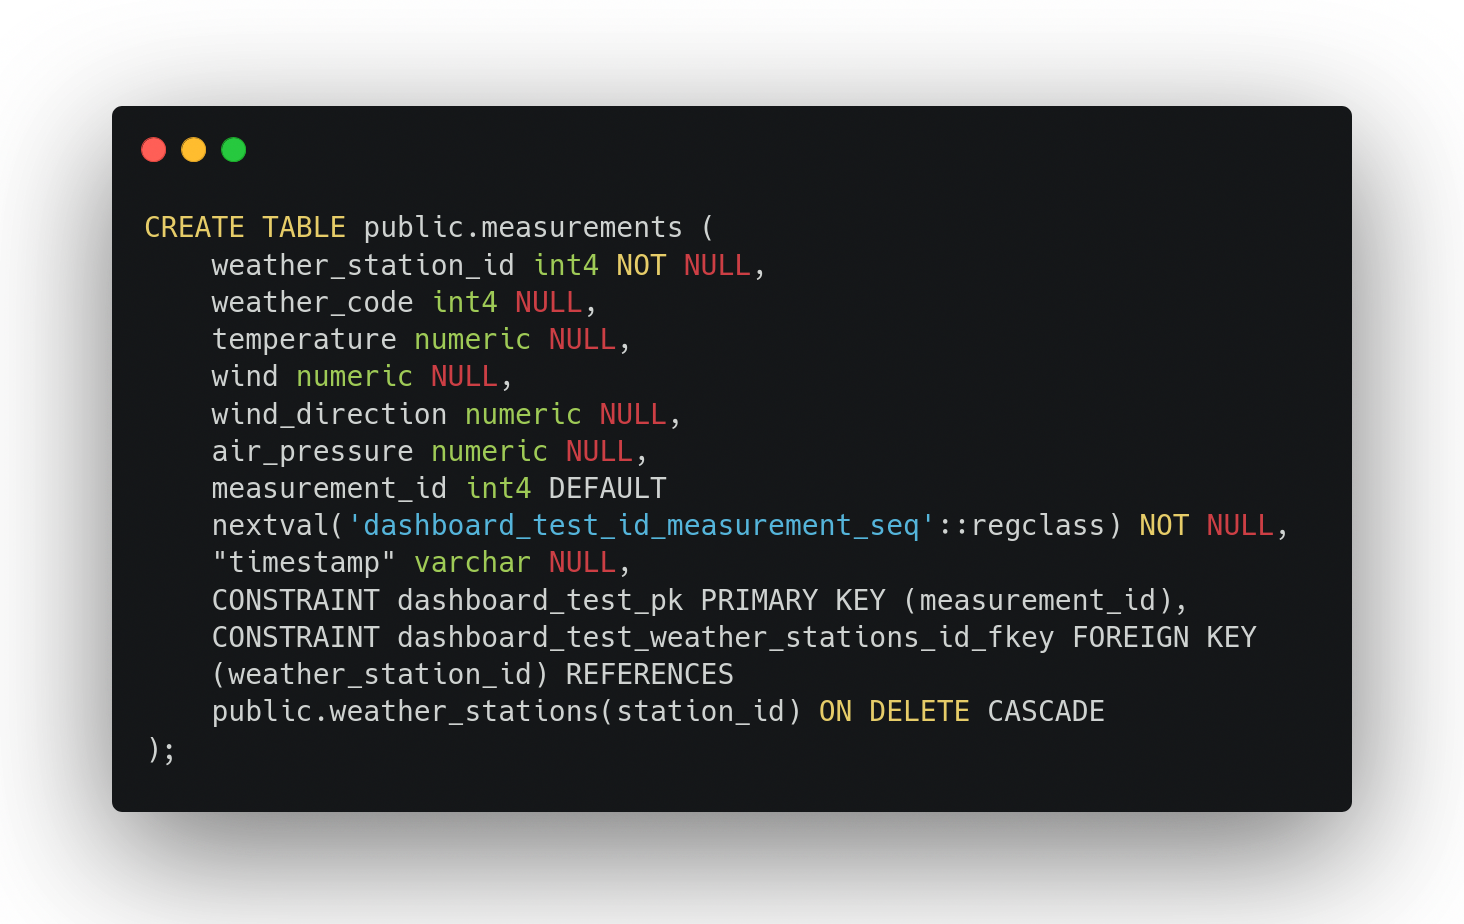 CREATE TABLE public.measurements (
    weather_station_id int4 NOT NULL,
    weather_code int4 NULL,
    temperature numeric NULL,
    wind numeric NULL,
    wind_direction numeric NULL,
    air_pressure numeric NULL,
    measurement_id int4 DEFAULT
    nextval('dashboard_test_id_measurement_seq'::regclass) NOT NULL,
    "timestamp" varchar NULL,
    CONSTRAINT dashboard_test_pk PRIMARY KEY (measurement_id),
    CONSTRAINT dashboard_test_weather_stations_id_fkey FOREIGN KEY
    (weather_station_id) REFERENCES
    public.weather_stations(station_id) ON DELETE CASCADE
);